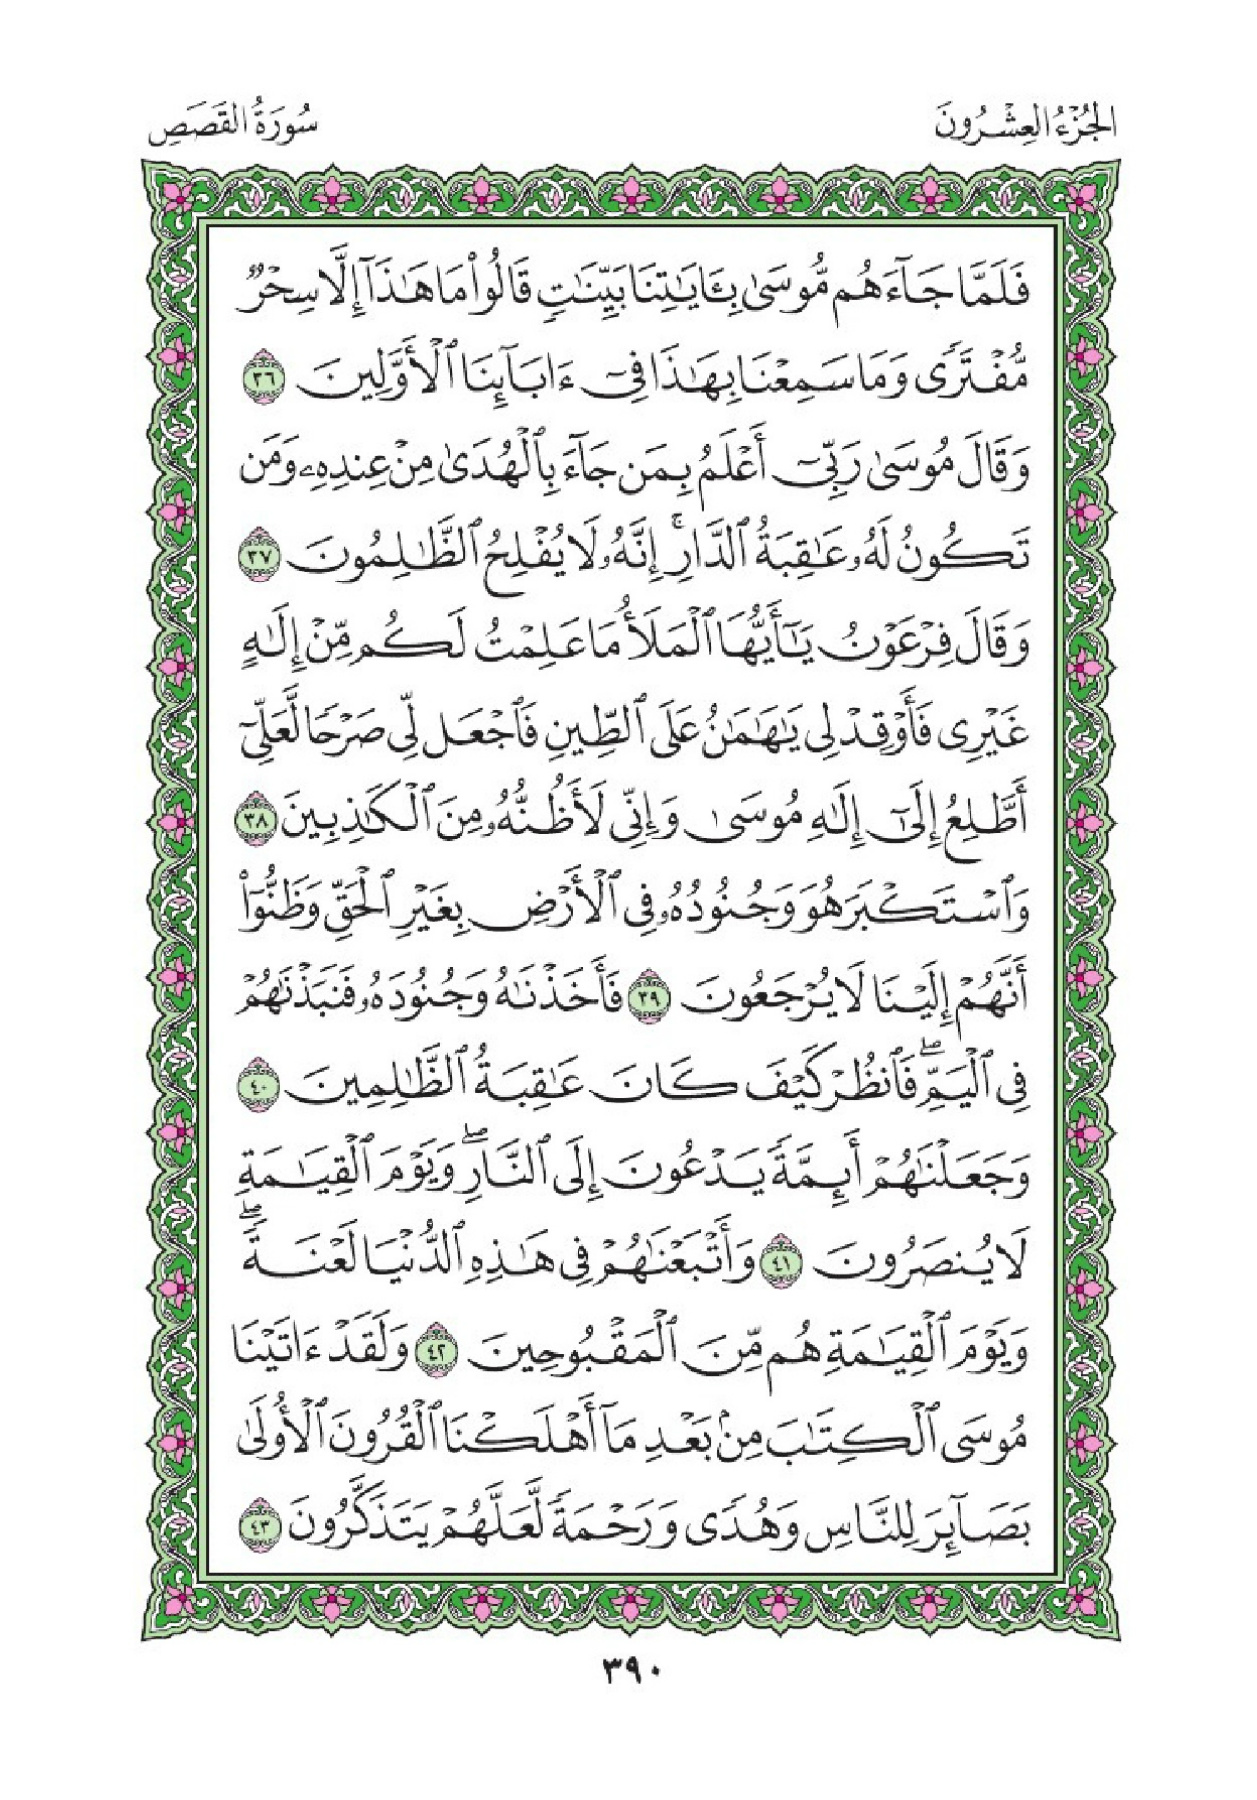 الجُزْءُ العِشْرُونَ
سُورَةُ القَصَصِ
فَلَمَّا جَآءَهُم مُّوسَىٰ بِـَٔايَـٰتِنَا بَيِّنَـٰتٍ قَالُوا۟ مَا هَـٰذَآ إِلَّا سِحْرٌ
مُّفْتَرًى وَمَا سَمِعْنَا بِهَـٰذَا فِىٓ ءَابَآئِنَا ٱلْأَوَّلِينَ ٣٦
وَقَالَ مُوسَىٰ رَبِّىٓ أَعْلَمُ بِمَن جَآءَ بِٱلْهُدَىٰ مِنْ عِندِهِۦ وَمَن
تَكُونُ لَهُۥ عَـٰقِبَةُ ٱلدَّارِ ۚ إِنَّهُۥ لَا يُفْلِحُ ٱلظَّـٰلِمُونَ ٣٧
وَقَالَ فِرْعَوْنُ يَـٰٓأَيُّهَا ٱلْمَلَأُ مَا عَلِمْتُ لَكُم مِّنْ إِلَـٰهٍ
غَيْرِى فَأَوْقِدْ لِى يَـٰهَـٰمَـٰنُ عَلَى ٱلطِّينِ فَٱجْعَل لِّى صَرْحًا لَّعَلِّىٓ
أَطَّلِعُ إِلَىٰٓ إِلَـٰهِ مُوسَىٰ وَإِنِّى لَأَظُنُّهُۥ مِنَ ٱلْكَـٰذِبِينَ ٣٨
وَٱسْتَكْبَرَ هُوَ وَجُنُودُهُۥ فِى ٱلْأَرْضِ بِغَيْرِ ٱلْحَقِّ وَظَنُّوٓا۟
أَنَّهُمْ إِلَيْنَا لَا يُرْجَعُونَ ٣٩ فَأَخَذْنَـٰهُ وَجُنُودَهُۥ فَنَبَذْنَـٰهُمْ
فِى ٱلْيَمِّ ۖ فَٱنظُرْ كَيْفَ كَانَ عَـٰقِبَةُ ٱلظَّـٰلِمِينَ ٤٠
وَجَعَلْنَـٰهُمْ أَئِمَّةً يَدْعُونَ إِلَى ٱلنَّارِ ۖ وَيَوْمَ ٱلْقِيَـٰمَةِ
لَا يُنصَرُونَ ٤١ وَأَتْبَعْنَـٰهُمْ فِى هَـٰذِهِ ٱلدُّنْيَا لَعْنَةً ۖ
وَيَوْمَ ٱلْقِيَـٰمَةِ هُم مِّنَ ٱلْمَقْبُوحِينَ ٤٢ وَلَقَدْ ءَاتَيْنَا
مُوسَى ٱلْكِتَـٰبَ مِنۢ بَعْدِ مَآ أَهْلَكْنَا ٱلْقُرُونَ ٱلْأُولَىٰ
بَصَآئِرَ لِلنَّاسِ وَهُدًى وَرَحْمَةً لَّعَلَّهُمْ يَتَذَكَّرُونَ ٤٣
٣٩٠